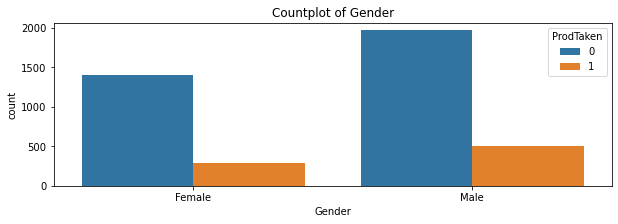 Countplot of Gender
ProdTaken
0
1
2000
1500
1000
500
0
count
Female
Male
Gender